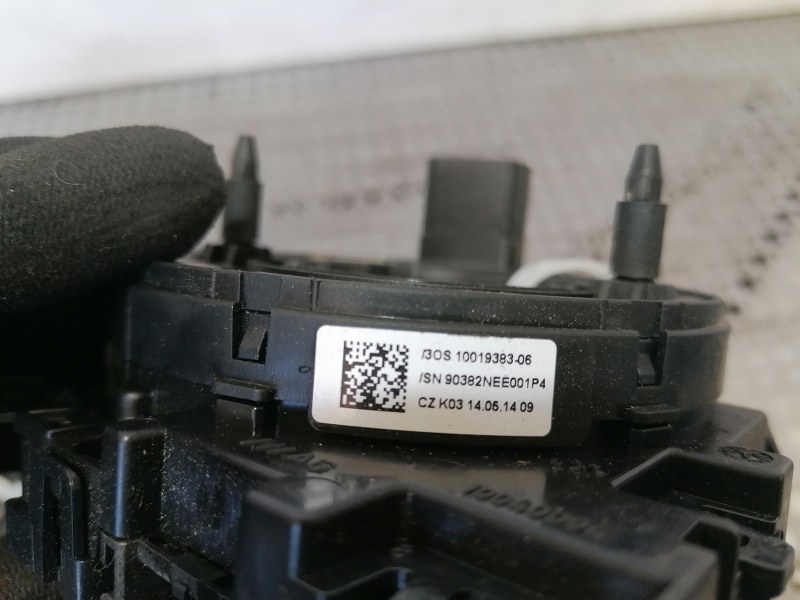 /3OS 10019383-06
/SN 90382NEE001P4
CZ K03 14.05.14 09